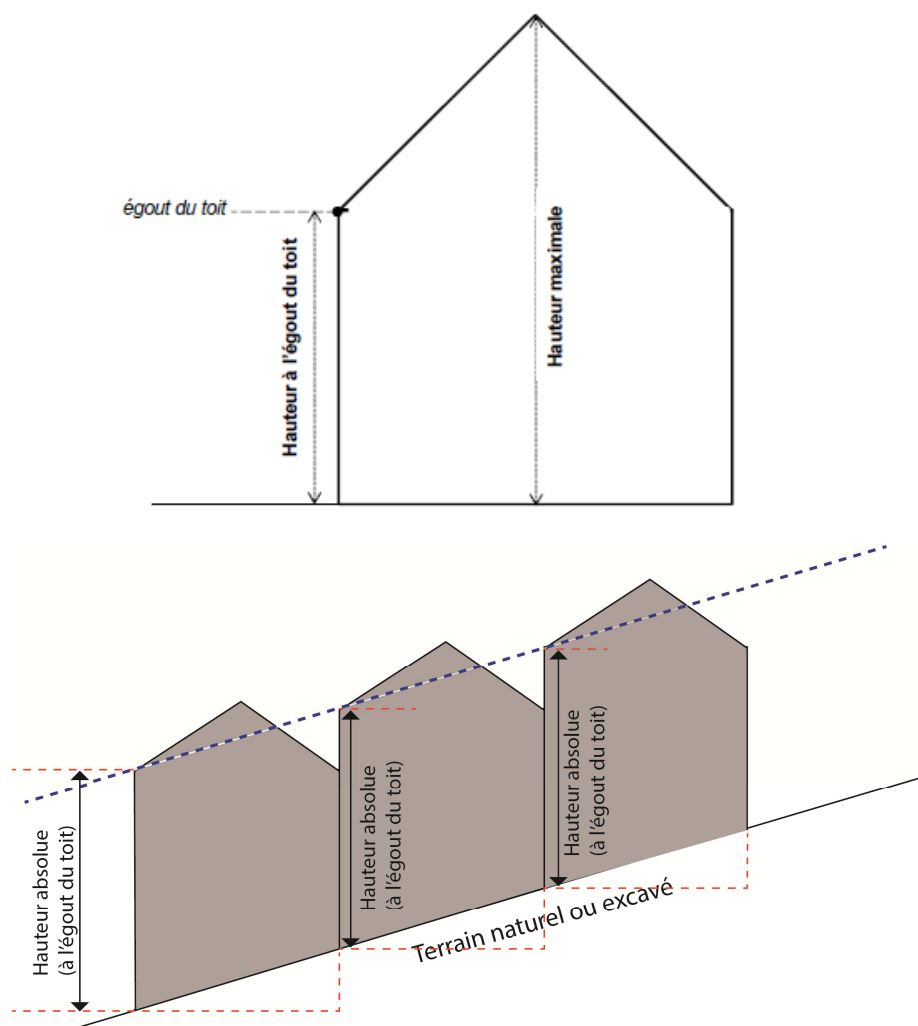 égout du toit
Hauteur à l'égout du toit
Hauteur maximale
Hauteur absolue
(à l'égout du toit)
Hauteur absolue
(à l'égout du toit)
Hauteur absolue
(à l'égout du toit)
Terrain naturel ou excavé